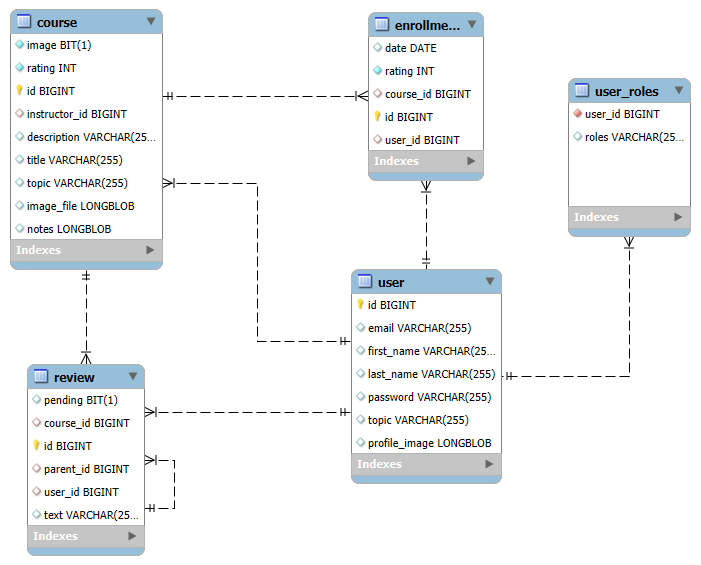 course
image BIT(1)
rating INT
id BIGINT
instructor_id BIGINT
description VARCHAR(25...
title VARCHAR(255)
topic VARCHAR(255)
image_file LONGBLOB
notes LONGBLOB
Indexes
enrollme...
date DATE
rating INT
course_id BIGINT
id BIGINT
user_id BIGINT
Indexes
user_roles
user_id BIGINT
roles VARCHAR(25...
Indexes
user
id BIGINT
email VARCHAR(255)
first_name VARCHAR(25...
last_name VARCHAR(255)
password VARCHAR(255)
topic VARCHAR(255)
profile_image LONGBLOB
Indexes
review
pending BIT(1)
course_id BIGINT
id BIGINT
parent_id BIGINT
user_id BIGINT
text VARCHAR(25...
Indexes